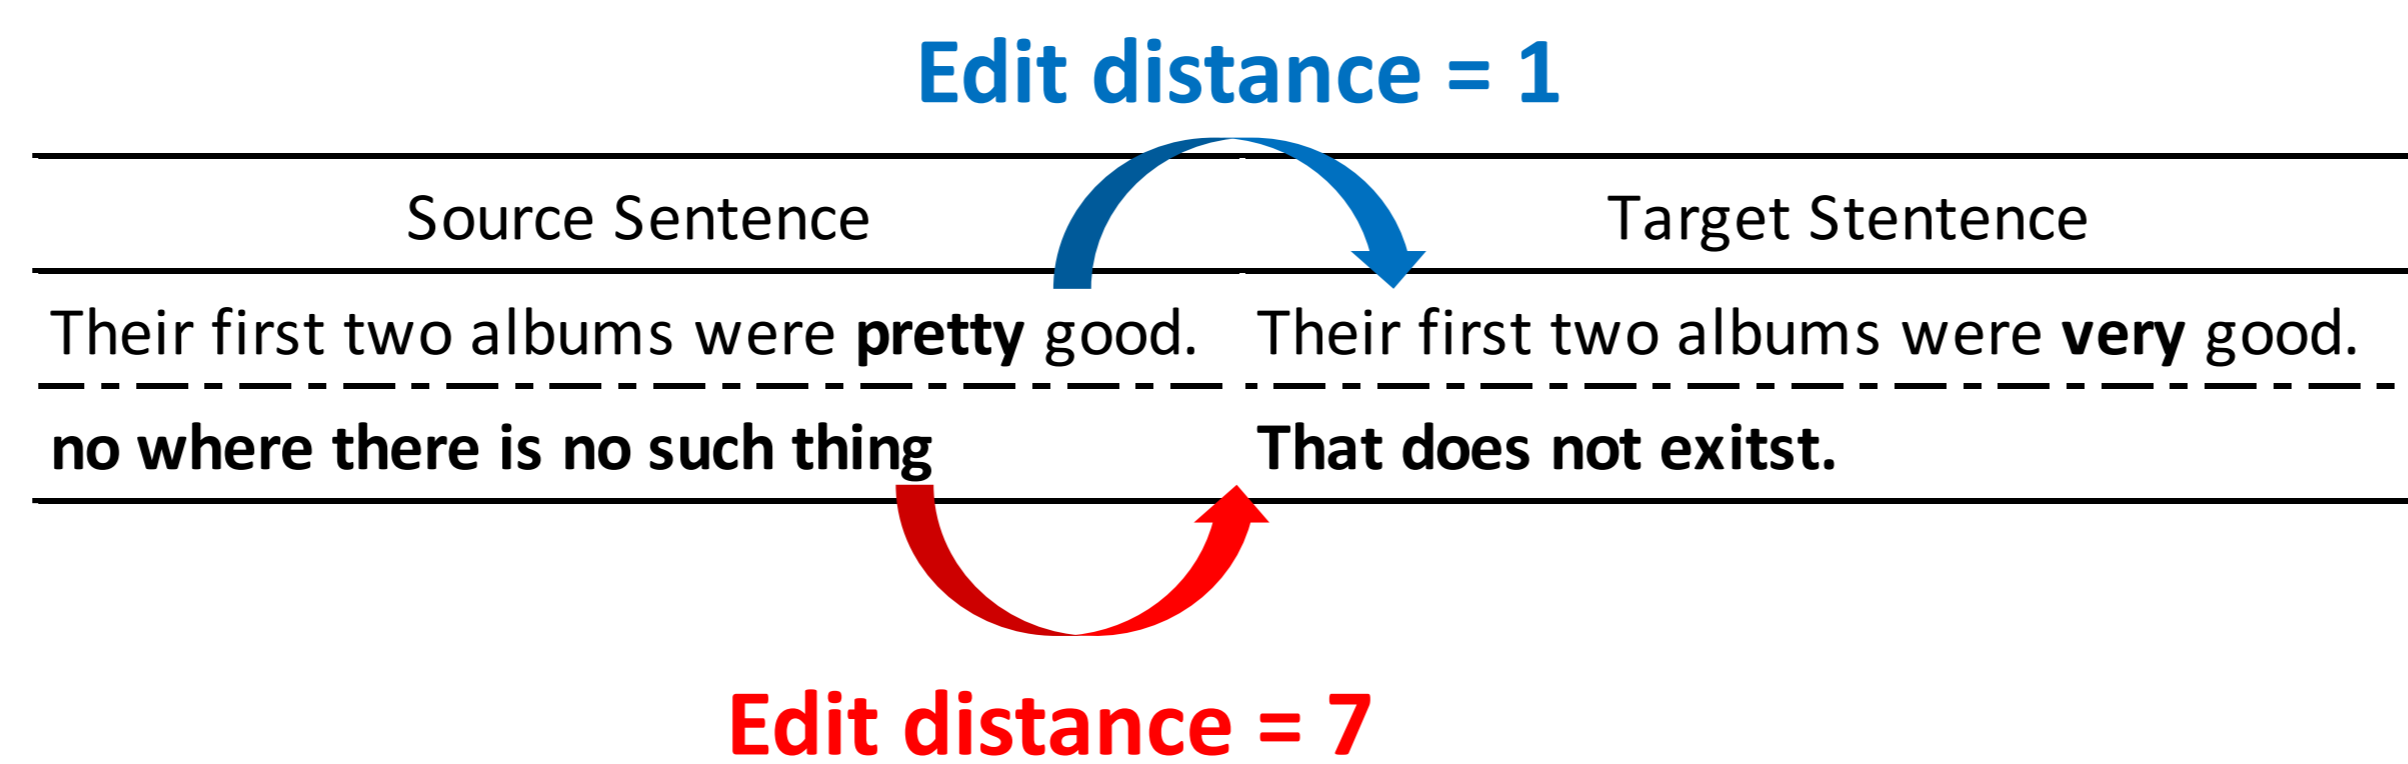 Edit distance = 1
Source Sentence Target Stentence
Their first two albums were pretty good. Their first two albums were very good.
no where there is no such thing That does not exitst.
Edit distance = 7